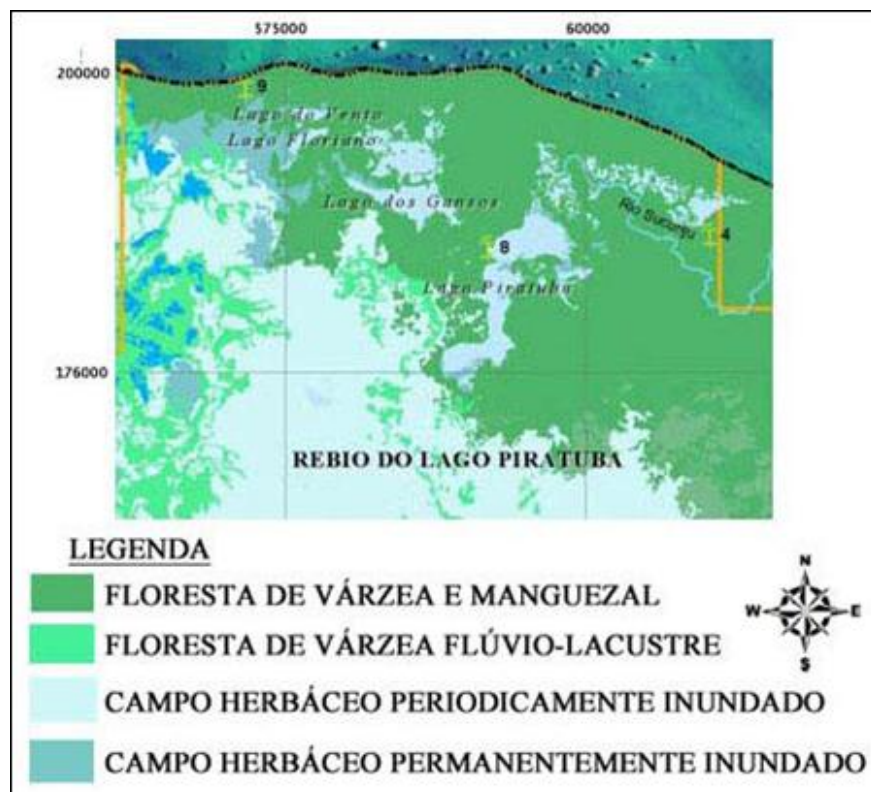 575000 60000
200000
9
Lago do Vento
Lago Floriano
Lago dos Gansos
Rio Sucuriju
4
8
Lago Piratuba
176000
REBIO DO LAGO PIRATUBA
LEGENDA
FLORESTA DE VÁRZEA E MANGUEZAL
FLORESTA DE VÁRZEA FLÚVIO-LACUSTRE
CAMPO HERBÁCEO PERIODICAMENTE INUNDADO
CAMPO HERBÁCEO PERMANENTEMENTE INUNDADO
N
W E
S